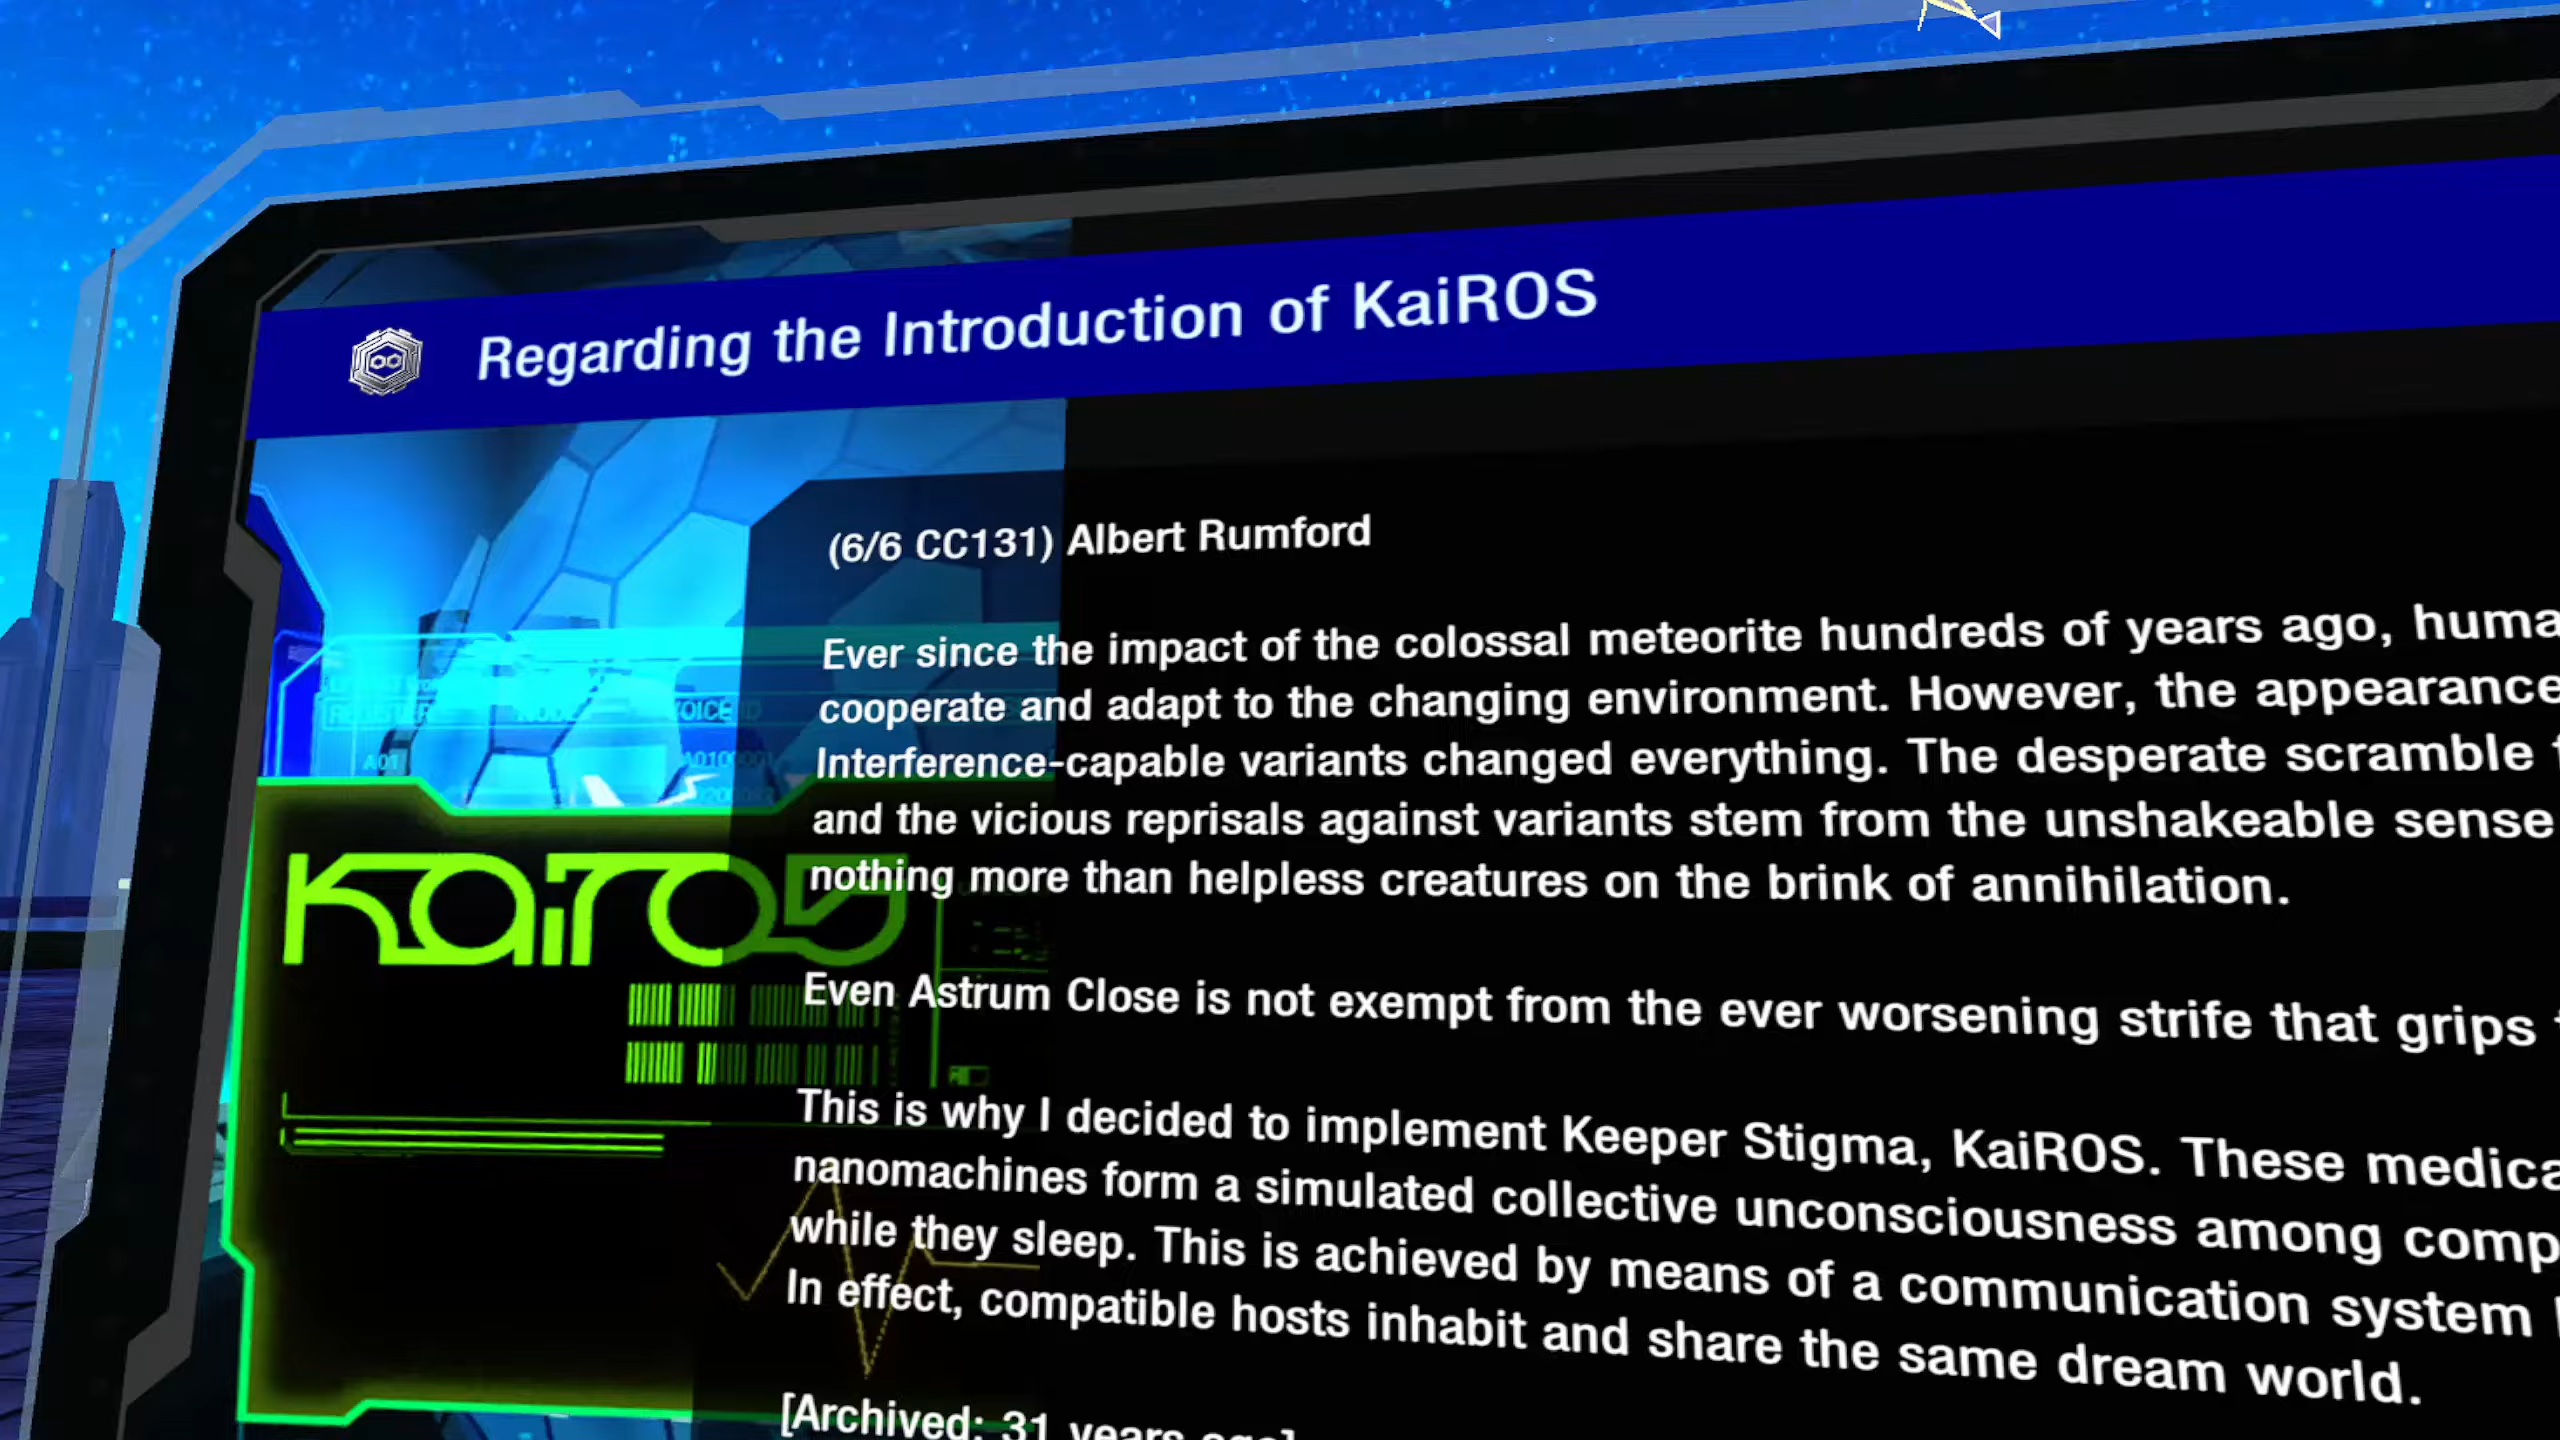 Regarding the Introduction of KaiROS
(6/6 CC131) Albert Rumford
Ever since the impact of the colossal meteorite hundreds of years ago,
cooperate and adapt to the changing environment. However, the appearance
Interference-capable variants changed everything. The desperate scramble
and the vicious reprisals against variants stem from the unshakeable sense
nothing more than helpless creatures on the brink of annihilation.
Even Astrum Close is not exempt from the ever worsening strife that grips
This is why I decided to implement Keeper Stigma, KaiROS. These
nanomachines form a simulated collective unconsciousness among
while they sleep. This is achieved by means of a communication system
In effect, compatible hosts inhabit and share the same dream world.
[Archived: 31 years ago]
KaiROS
A01